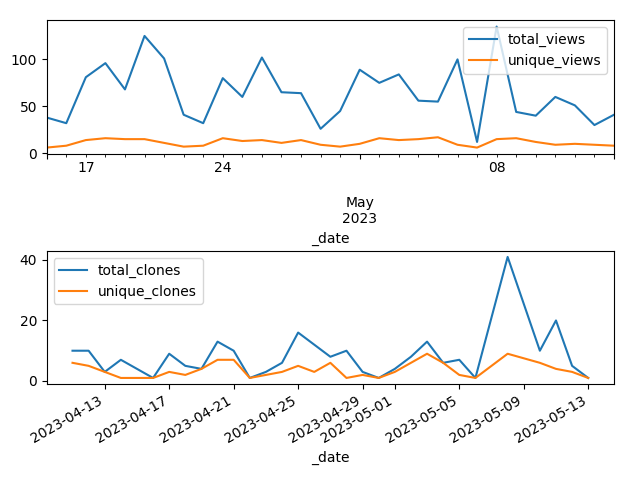 total_views
unique_views
100
50
0
17
24
08
May
2023
_date
total_clones
unique_clones
40
20
0
2023-04-13
2023-04-17
2023-04-21
2023-04-25
2023-04-29
2023-05-01
2023-05-05
2023-05-09
2023-05-13
_date